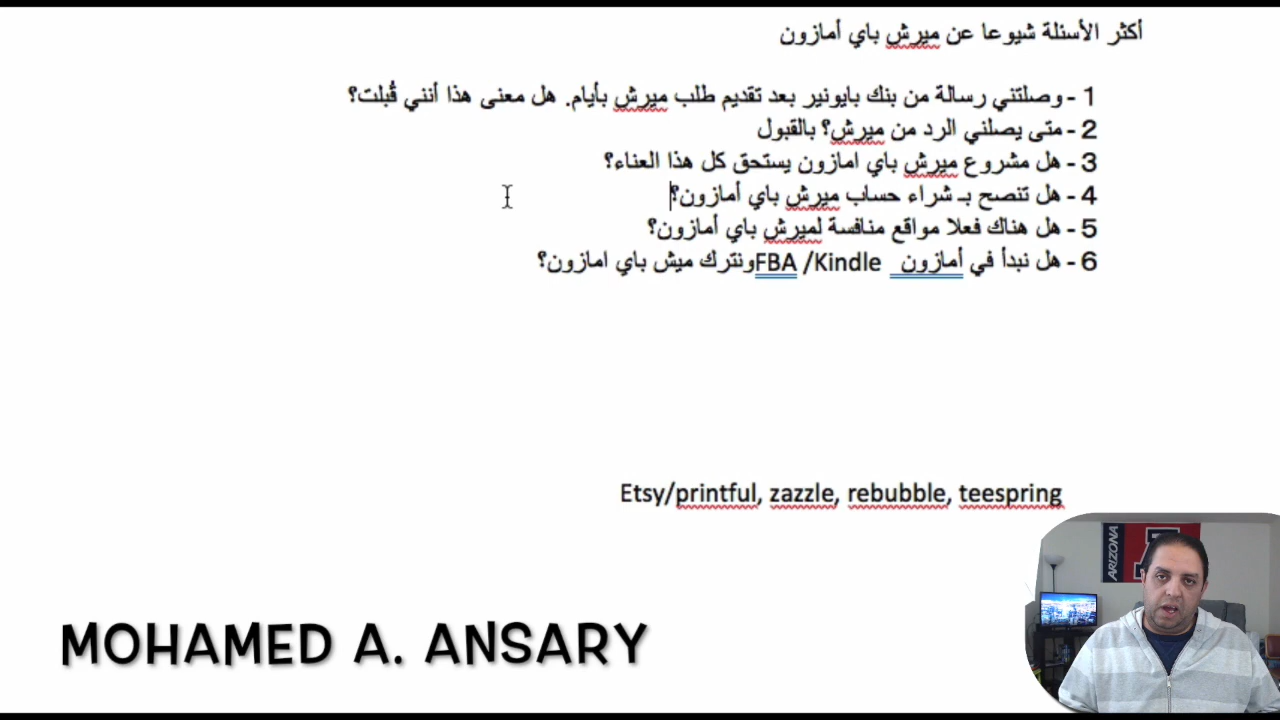 أكثر الأسئلة شيوعا عن ميرش باي أمازون
1 - وصلتني رسالة من بنك بايونير بعد تقديم طلب ميرش بأيام. هل معنى هذا أنني قُبلت؟
2 - متى يصلني الرد من ميرش؟ بالقبول
3 - هل مشروع ميرش باي امازون يستحق كل هذا العناء؟
4 - هل تنصح بـ شراء حساب ميرش باي أمازون؟
5 - هل هناك فعلا مواقع منافسة لميرش باي أمازون؟
6 - هل نبدأ في أمازون FBA /Kindle ونترك ميش باي امازون؟
Etsy/printful, zazzle, rebubble, teespring
ARIZONA
MOHAMED A. ANSARY